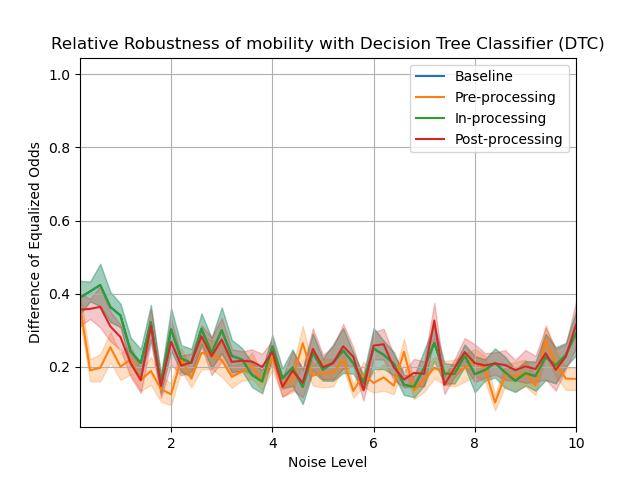 Relative Robustness of mobility with Decision Tree Classifier (DTC)
Baseline
Pre-processing
In-processing
Post-processing
Difference of Equalized Odds
1.0
0.8
0.6
0.4
0.2
2 4 6 8 10
Noise Level